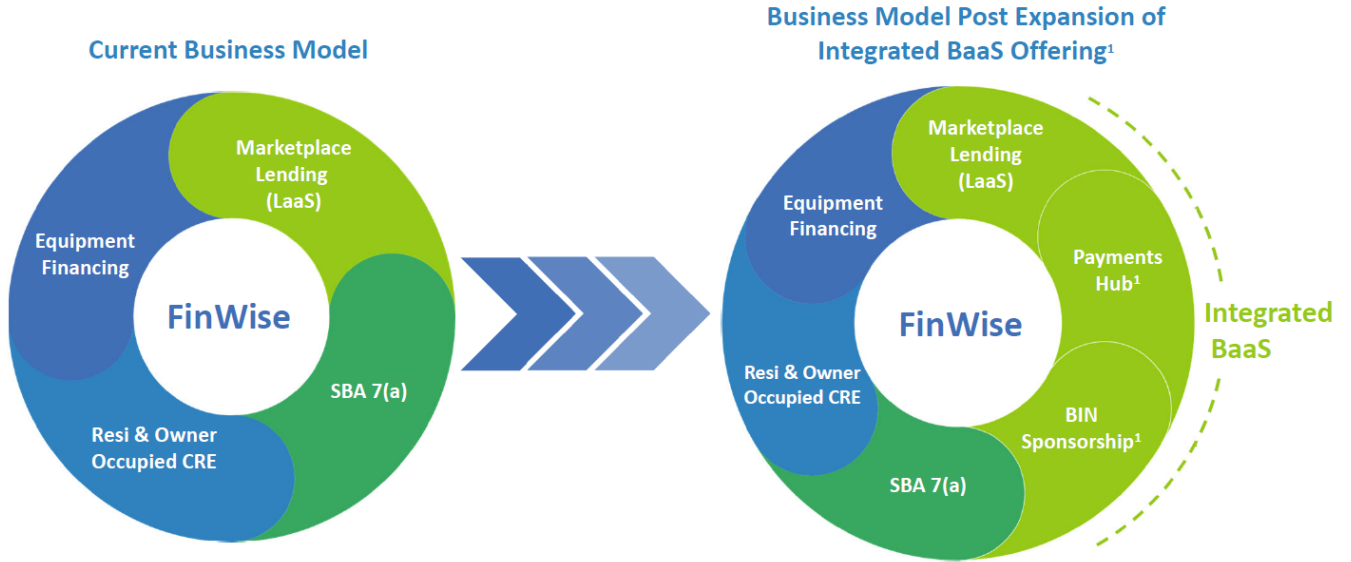 Current Business Model
Marketplace
Lending
(LaaS)
Equipment
Financing
FinWise
SBA 7(a)
Resi & Owner
Occupied CRE
Business Model Post Expansion of
Integrated BaaS Offering¹
Marketplace
Lending
(LaaS)
Equipment
Financing
Payments
Hub¹
FinWise
Integrated
BaaS
Resi & Owner
Occupied CRE
BIN
Sponsorship¹
SBA 7(a)